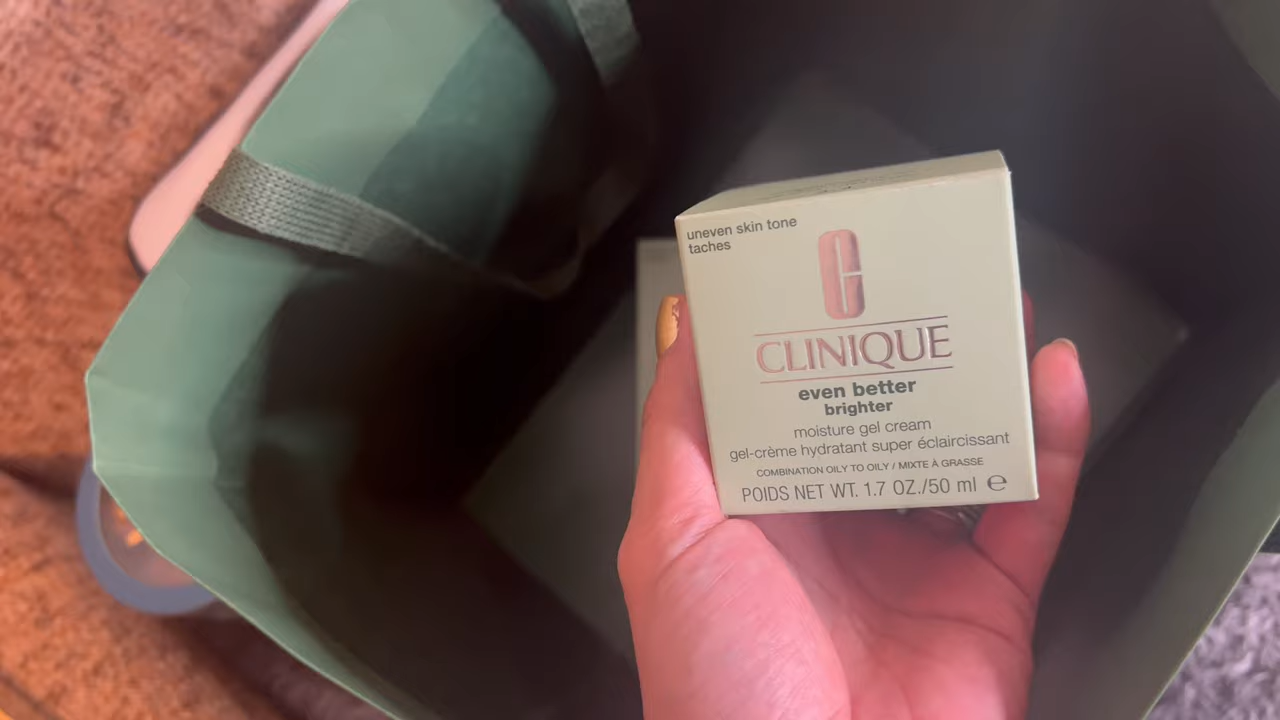 uneven skin tone
taches
C
CLINIQUE
even better
brighter
moisture gel cream
gel-crème hydratant super éclaircissant
COMBINATION OILY TO OILY / MIXTE À GRASSE
POIDS NET WT. 1.7 OZ./50 ml ℮